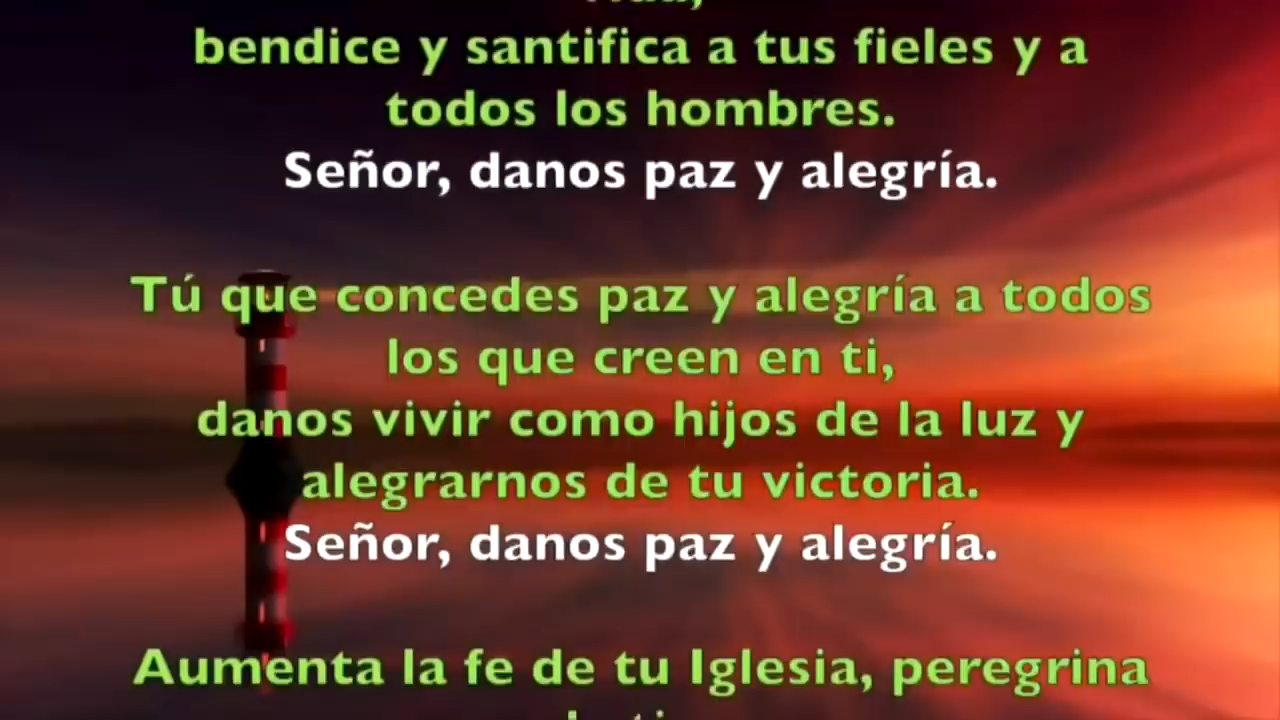 bendice y santifica a tus fieles y a
todos los hombres.
Señor, danos paz y alegría.
Tú que concedes paz y alegría a todos
los que creen en ti,
danos vivir como hijos de la luz y
alegrarnos de tu victoria.
Señor, danos paz y alegría.
Aumenta la fe de tu Iglesia, peregrina